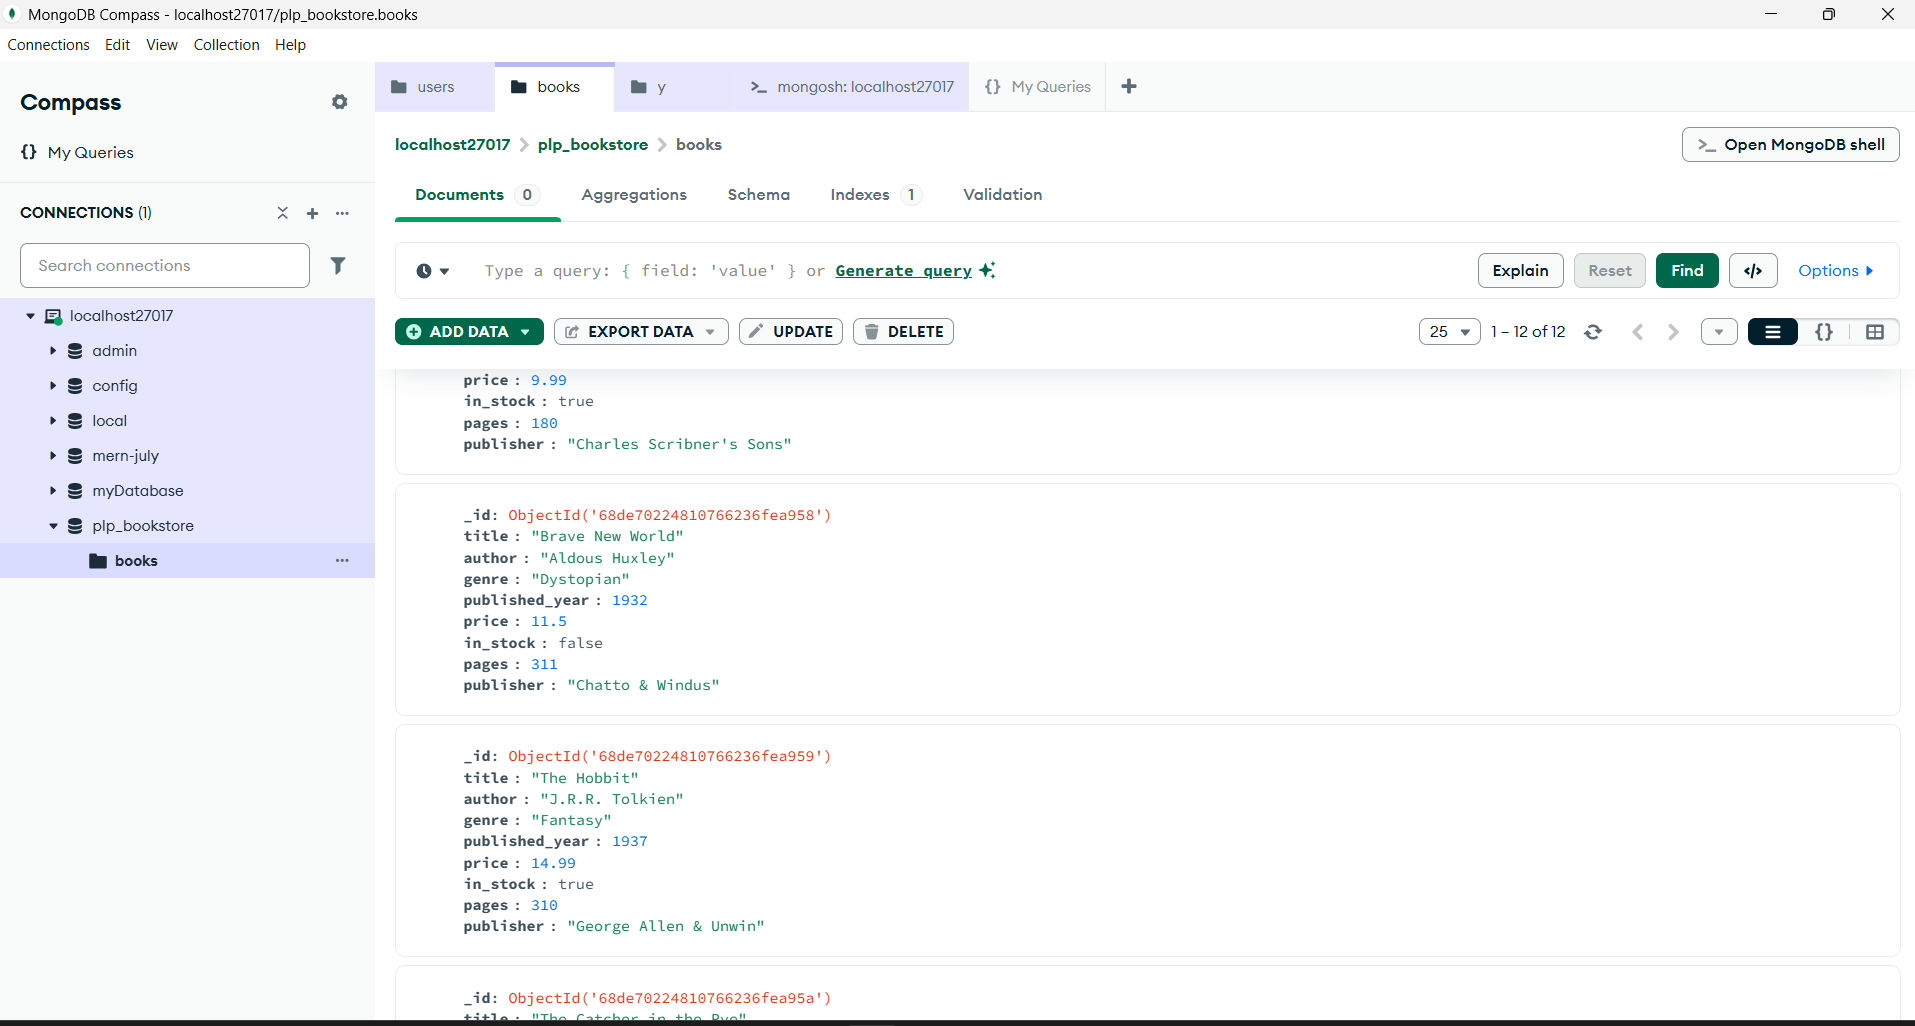 MongoDB Compass - localhost27017/plp_bookstore.books
Connections Edit View Collection Help
Compass
{} My Queries
CONNECTIONS (1)
Search connections
localhost27017
admin
config
local
mern-july
myDatabase
plp_bookstore
books
users
books
y
>_ mongosh: localhost27017
{} My Queries
localhost27017 > plp_bookstore > books
>_ Open MongoDB shell
Documents 0 Aggregations Schema Indexes 1 Validation
Type a query: { field: 'value' } or Generate query
Explain Reset Find </> Options
ADD DATA EXPORT DATA UPDATE DELETE
25 1 – 12 of 12 {}
price : 9.99
in_stock : true
pages : 180
publisher : "Charles Scribner's Sons"
_id: ObjectId('68de70224810766236fea958')
title : "Brave New World"
author : "Aldous Huxley"
genre : "Dystopian"
published_year : 1932
price : 11.5
in_stock : false
pages : 311
publisher : "Chatto & Windus"
_id: ObjectId('68de70224810766236fea959')
title : "The Hobbit"
author : "J.R.R. Tolkien"
genre : "Fantasy"
published_year : 1937
price : 14.99
in_stock : true
pages : 310
publisher : "George Allen & Unwin"
_id: ObjectId('68de70224810766236fea95a')
title : "The Catcher in the Rye"